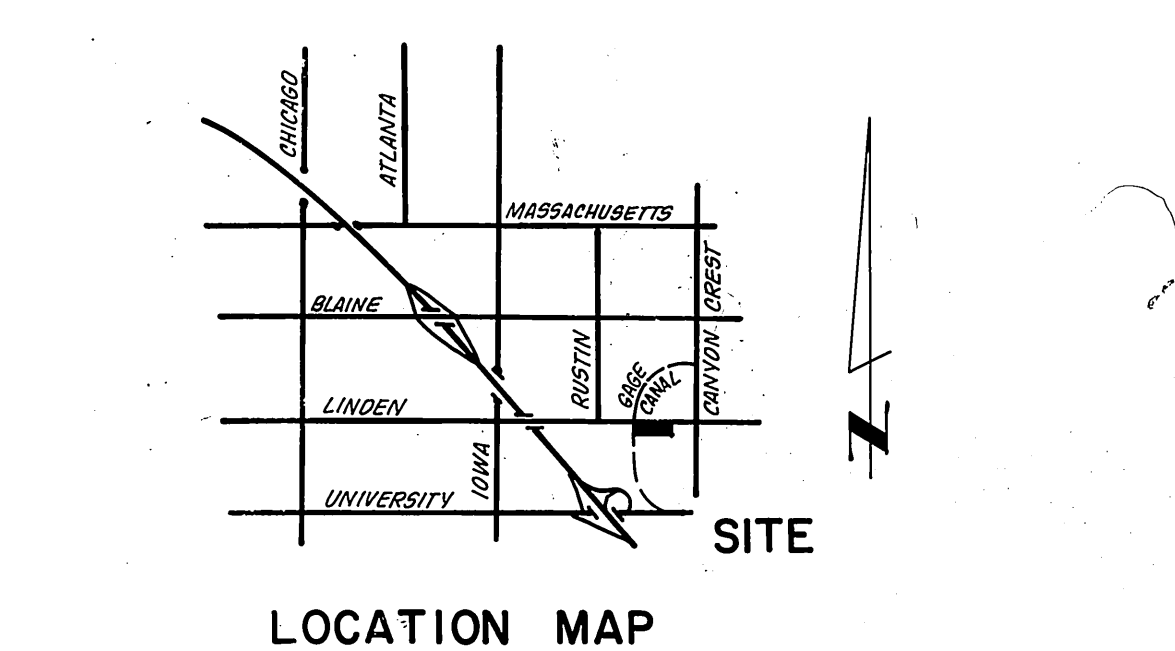 CHICAGO
ATLANTA
MASSACHUSETTS
CANYON CREST
BLAINE
RUSTIN
GAGE
CANAL
LINDEN
IOWA
UNIVERSITY
N
SITE
LOCATION MAP